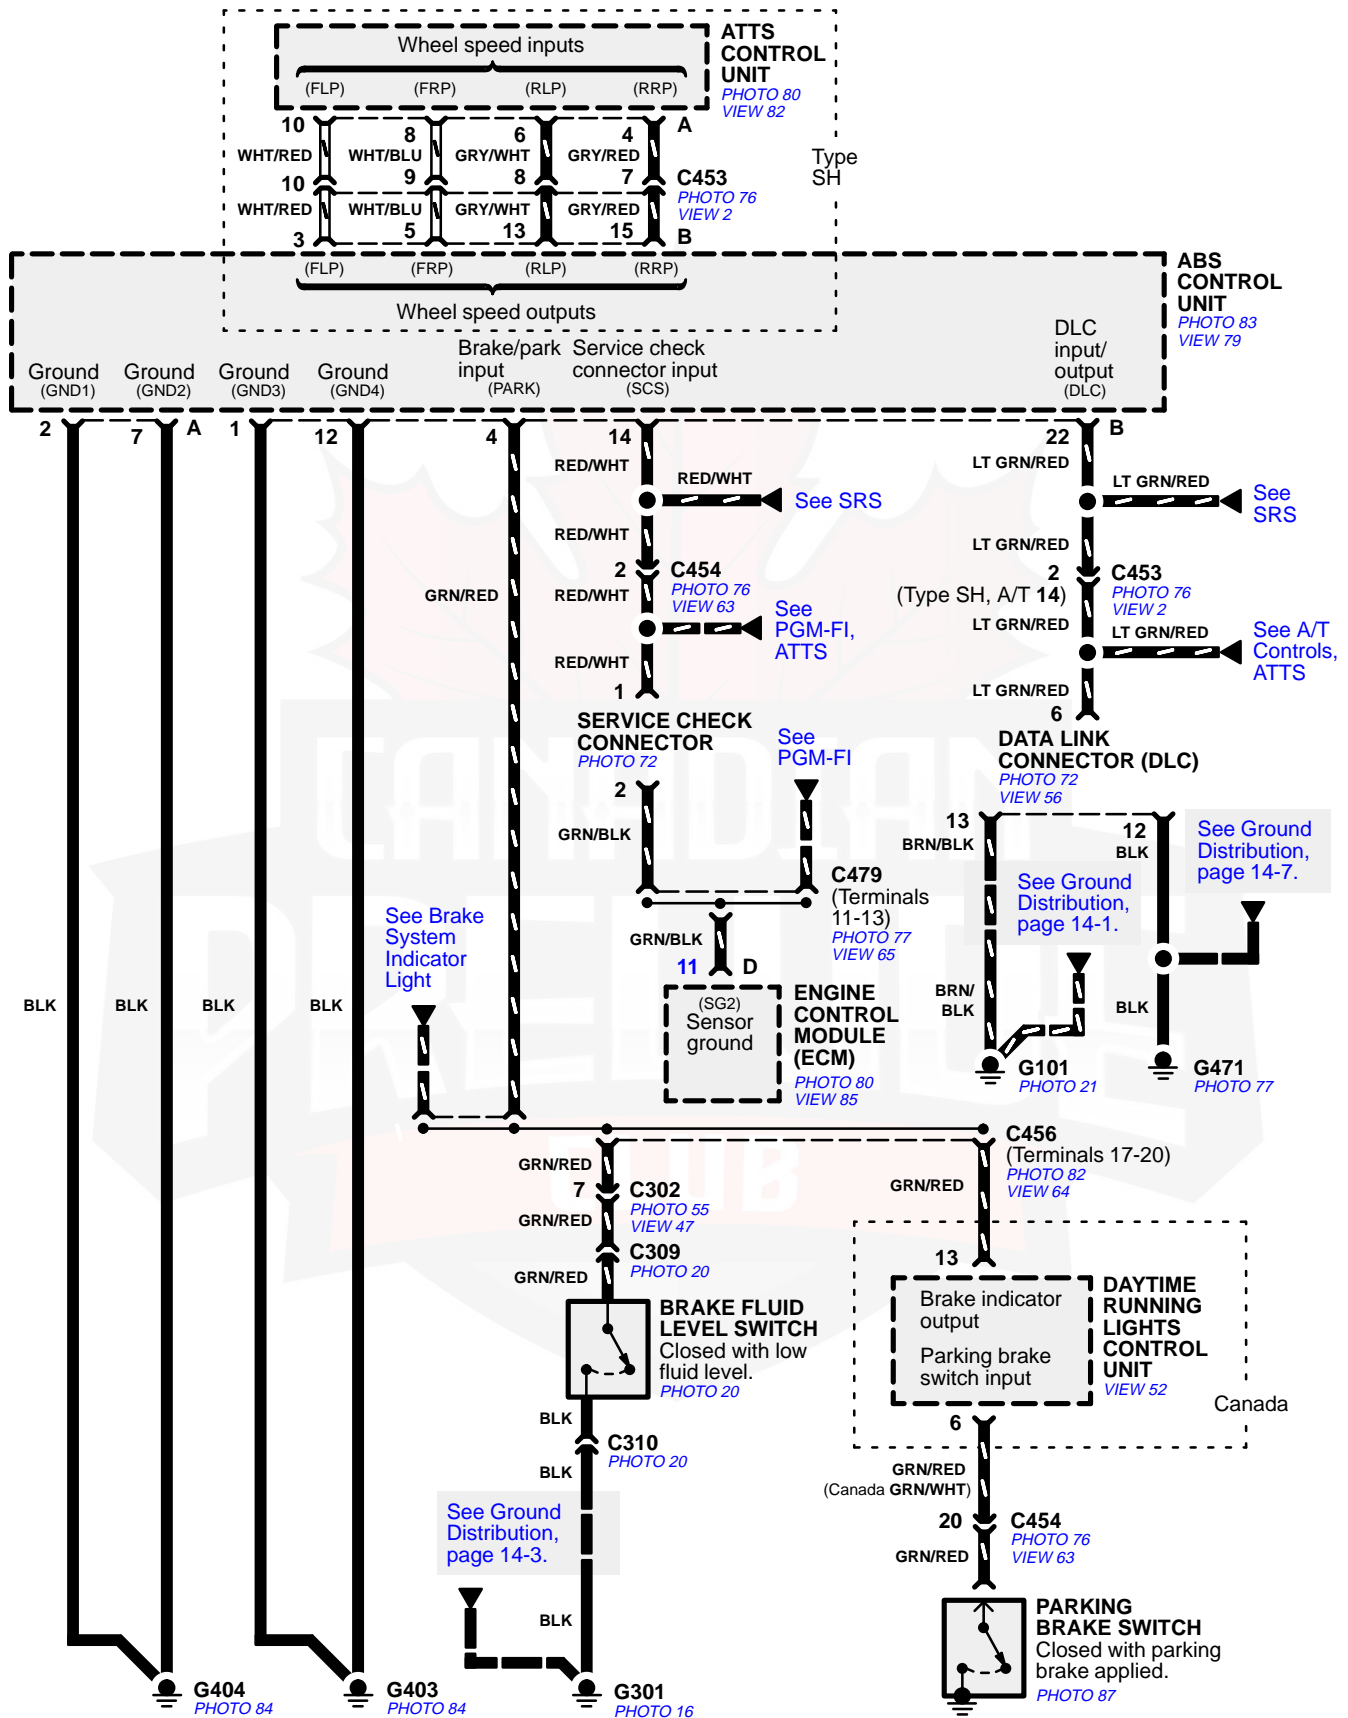 Wheel speed inputs
(FLP) (FRP) (RLP) (RRP)
ATTS
CONTROL
UNIT
PHOTO 80
VIEW 82
10 8 6 4 A
WHT/RED WHT/BLU GRY/WHT GRY/RED
Type
SH
10 9 8 7 C453
PHOTO 76
VIEW 2
WHT/RED WHT/BLU GRY/WHT GRY/RED
3 5 13 15 B
(FLP) (FRP) (RLP) (RRP)
Wheel speed outputs
ABS
CONTROL
UNIT
PHOTO 83
VIEW 79
Ground
(GND1)
Ground
(GND2)
Ground
(GND3)
Ground
(GND4)
Brake/park
input
(PARK)
Service check
connector input
(SCS)
DLC
input/
output
(DLC)
2 7 A 1 12 4 14 22 B
RED/WHT
RED/WHT
See SRS
RED/WHT
2 C454
PHOTO 76
VIEW 63
RED/WHT
See
PGM-FI,
ATTS
RED/WHT
1
SERVICE CHECK
CONNECTOR
PHOTO 72
2
GRN/BLK
See
PGM-FI
C479
(Terminals
11-13)
PHOTO 77
VIEW 65
GRN/BLK
11 D
(SG2)
Sensor
ground
ENGINE
CONTROL
MODULE
(ECM)
PHOTO 80
VIEW 85
LT GRN/RED
LT GRN/RED
See
SRS
LT GRN/RED
2
(Type SH, A/T 14)
C453
PHOTO 76
VIEW 2
LT GRN/RED
LT GRN/RED
See A/T
Controls,
ATTS
LT GRN/RED
6
DATA LINK
CONNECTOR (DLC)
PHOTO 72
VIEW 56
13
BRN/BLK
12
BLK
See Ground
Distribution,
page 14-7.
See Ground
Distribution,
page 14-1.
BRN/
BLK
BLK
G101
PHOTO 21
G471
PHOTO 77
GRN/RED
See Brake
System
Indicator
Light
BLK BLK BLK BLK
C456
(Terminals 17-20)
PHOTO 82
VIEW 64
GRN/RED
7 C302
PHOTO 55
VIEW 47
GRN/RED
C309
PHOTO 20
GRN/RED
BRAKE FLUID
LEVEL SWITCH
Closed with low
fluid level.
PHOTO 20
BLK
C310
PHOTO 20
BLK
See Ground
Distribution,
page 14-3.
BLK
GRN/RED
13
Brake indicator
output
Parking brake
switch input
DAYTIME
RUNNING
LIGHTS
CONTROL
UNIT
VIEW 52
Canada
6
GRN/RED
(Canada GRN/WHT)
20 C454
PHOTO 76
VIEW 63
GRN/RED
PARKING
BRAKE SWITCH
Closed with parking
brake applied.
PHOTO 87
G404
PHOTO 84
G403
PHOTO 84
G301
PHOTO 16
CANADIAN
PRELUDE
CLUB